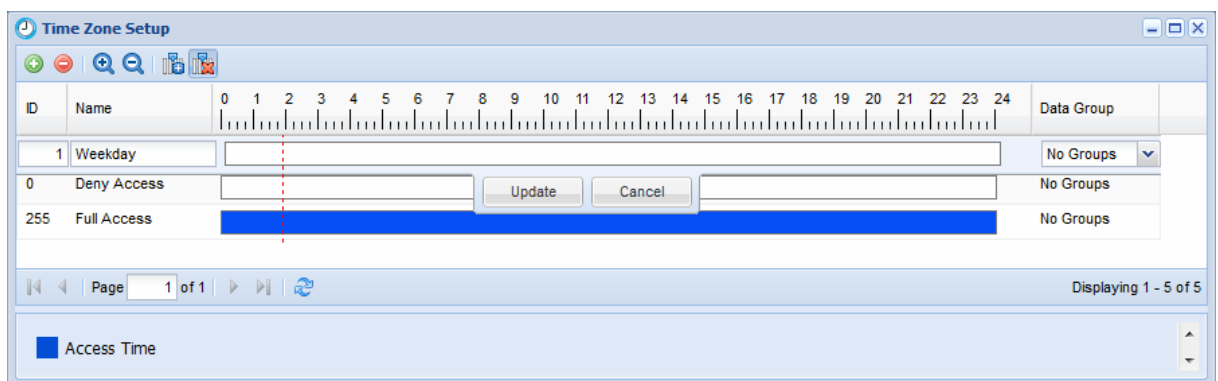 Time Zone Setup
ID Name 0 1 2 3 4 5 6 7 8 9 10 11 12 13 14 15 16 17 18 19 20 21 22 23 24 Data Group
1 Weekday No Groups
0 Deny Access No Groups
Update Cancel
255 Full Access No Groups
Page 1 of 1 Displaying 1 - 5 of 5
Access Time